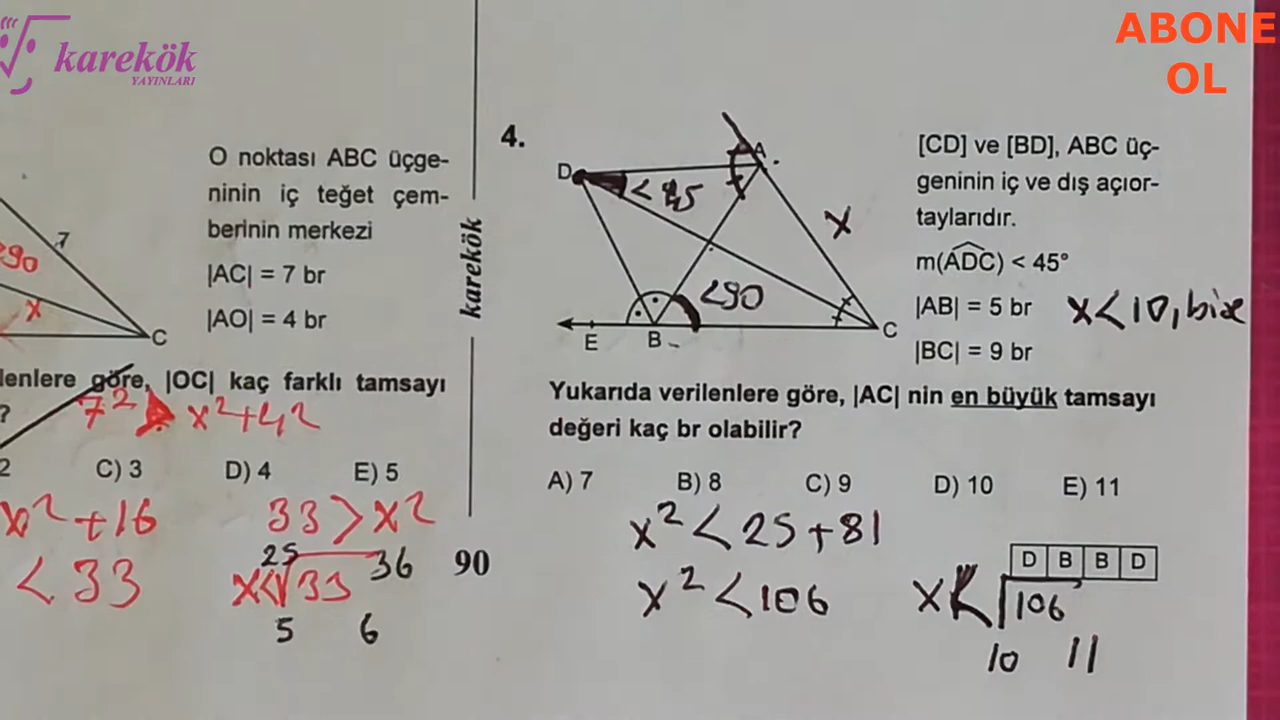 karekök
YAYINLARI
ABONE
OL
O noktası ABC üçge-
ninin iç teğet çem-
berinin merkezi
|AC| = 7 br
|AO| = 4 br
7
<90
x
C
lenlere göre, |OC| kaç farklı tamsayı
?
7² x²+4²
2 C) 3 D) 4 E) 5
x²+16 33 > x²
< 33 x<√33
25 36
5 6
karekök
90
4.
D A
<45
x
<90
E B C
[CD] ve [BD], ABC üç-
geninin iç ve dış açıor-
taylarıdır.
m(ADC) < 45°
|AB| = 5 br
|BC| = 9 br
x<10,bix
Yukarıda verilenlere göre, |AC| nin en büyük tamsayı
değeri kaç br olabilir?
A) 7 B) 8 C) 9 D) 10 E) 11
x² < 25+81
x² < 106
D B B D
x<√106
10 11